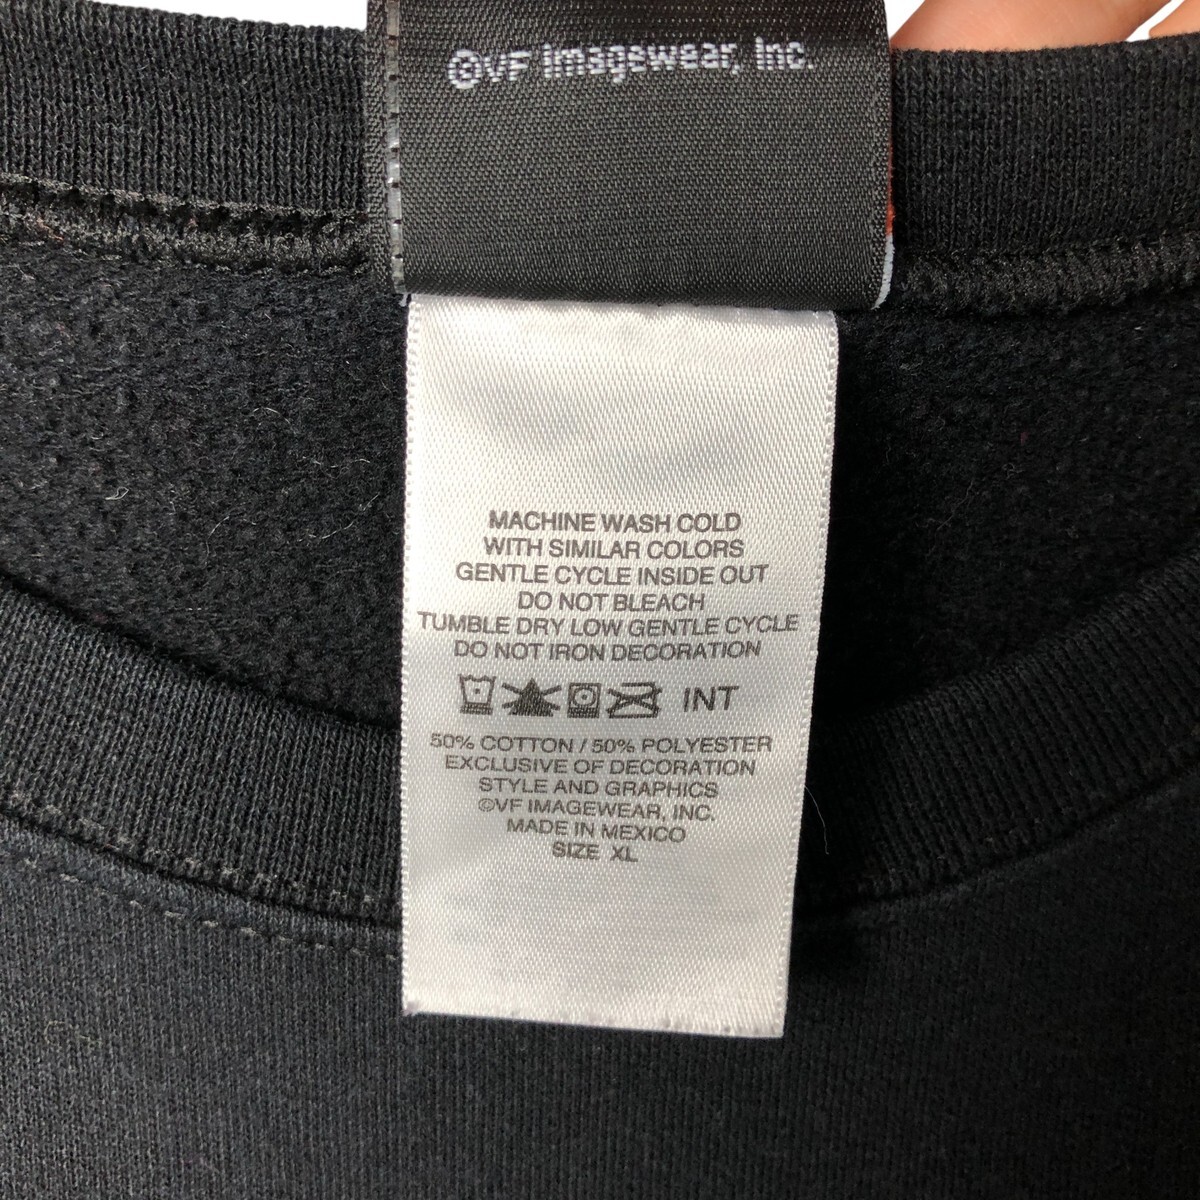 ©VF Imagewear, Inc.
MACHINE WASH COLD
WITH SIMILAR COLORS
GENTLE CYCLE INSIDE OUT
DO NOT BLEACH
TUMBLE DRY LOW GENTLE CYCLE
DO NOT IRON DECORATION
INT
50% COTTON / 50% POLYESTER
EXCLUSIVE OF DECORATION
STYLE AND GRAPHICS
©VF IMAGEWEAR, INC.
MADE IN MEXICO
SIZE XL